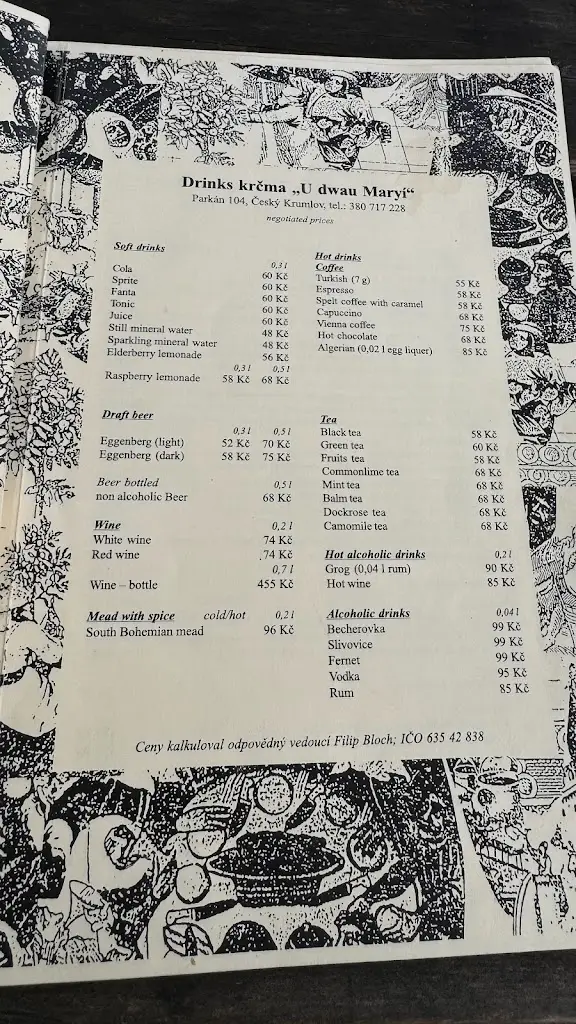 Drinks krčma „U dwau Maryí“
Parkán 104, Český Krumlov, tel.: 380 717 228
negotiated prices
Soft drinks
0,3 l
Cola 60 Kč
Sprite 60 Kč
Fanta 60 Kč
Tonic 60 Kč
Juice 60 Kč
Still mineral water 48 Kč
Sparkling mineral water 48 Kč
Elderberry lemonade 56 Kč
0,3 l 0,5 l
Raspberry lemonade 58 Kč 68 Kč
Draft beer
0,3 l 0,5 l
Eggenberg (light) 52 Kč 70 Kč
Eggenberg (dark) 58 Kč 75 Kč
Beer bottled 0,5 l
non alcoholic Beer 68 Kč
Wine 0,2 l
White wine 74 Kč
Red wine 74 Kč
0,7 l
Wine – bottle 455 Kč
Mead with spice cold/hot 0,2 l
South Bohemian mead 96 Kč
Hot drinks
Coffee
Turkish (7 g) 55 Kč
Espresso 58 Kč
Spelt coffee with caramel 58 Kč
Capuccino 68 Kč
Vienna coffee 75 Kč
Hot chocolate 68 Kč
Algerian (0,02 l egg liquer) 85 Kč
Tea
Black tea 58 Kč
Green tea 60 Kč
Fruits tea 58 Kč
Commonlime tea 68 Kč
Mint tea 68 Kč
Balm tea 68 Kč
Dockrose tea 68 Kč
Camomile tea 68 Kč
Hot alcoholic drinks 0,2 l
Grog (0,04 l rum) 90 Kč
Hot wine 85 Kč
Alcoholic drinks 0,04 l
Becherovka 99 Kč
Slivovice 99 Kč
Fernet 99 Kč
Vodka 95 Kč
Rum 85 Kč
Ceny kalkuloval odpovědný vedoucí Filip Bloch; IČO 635 42 838